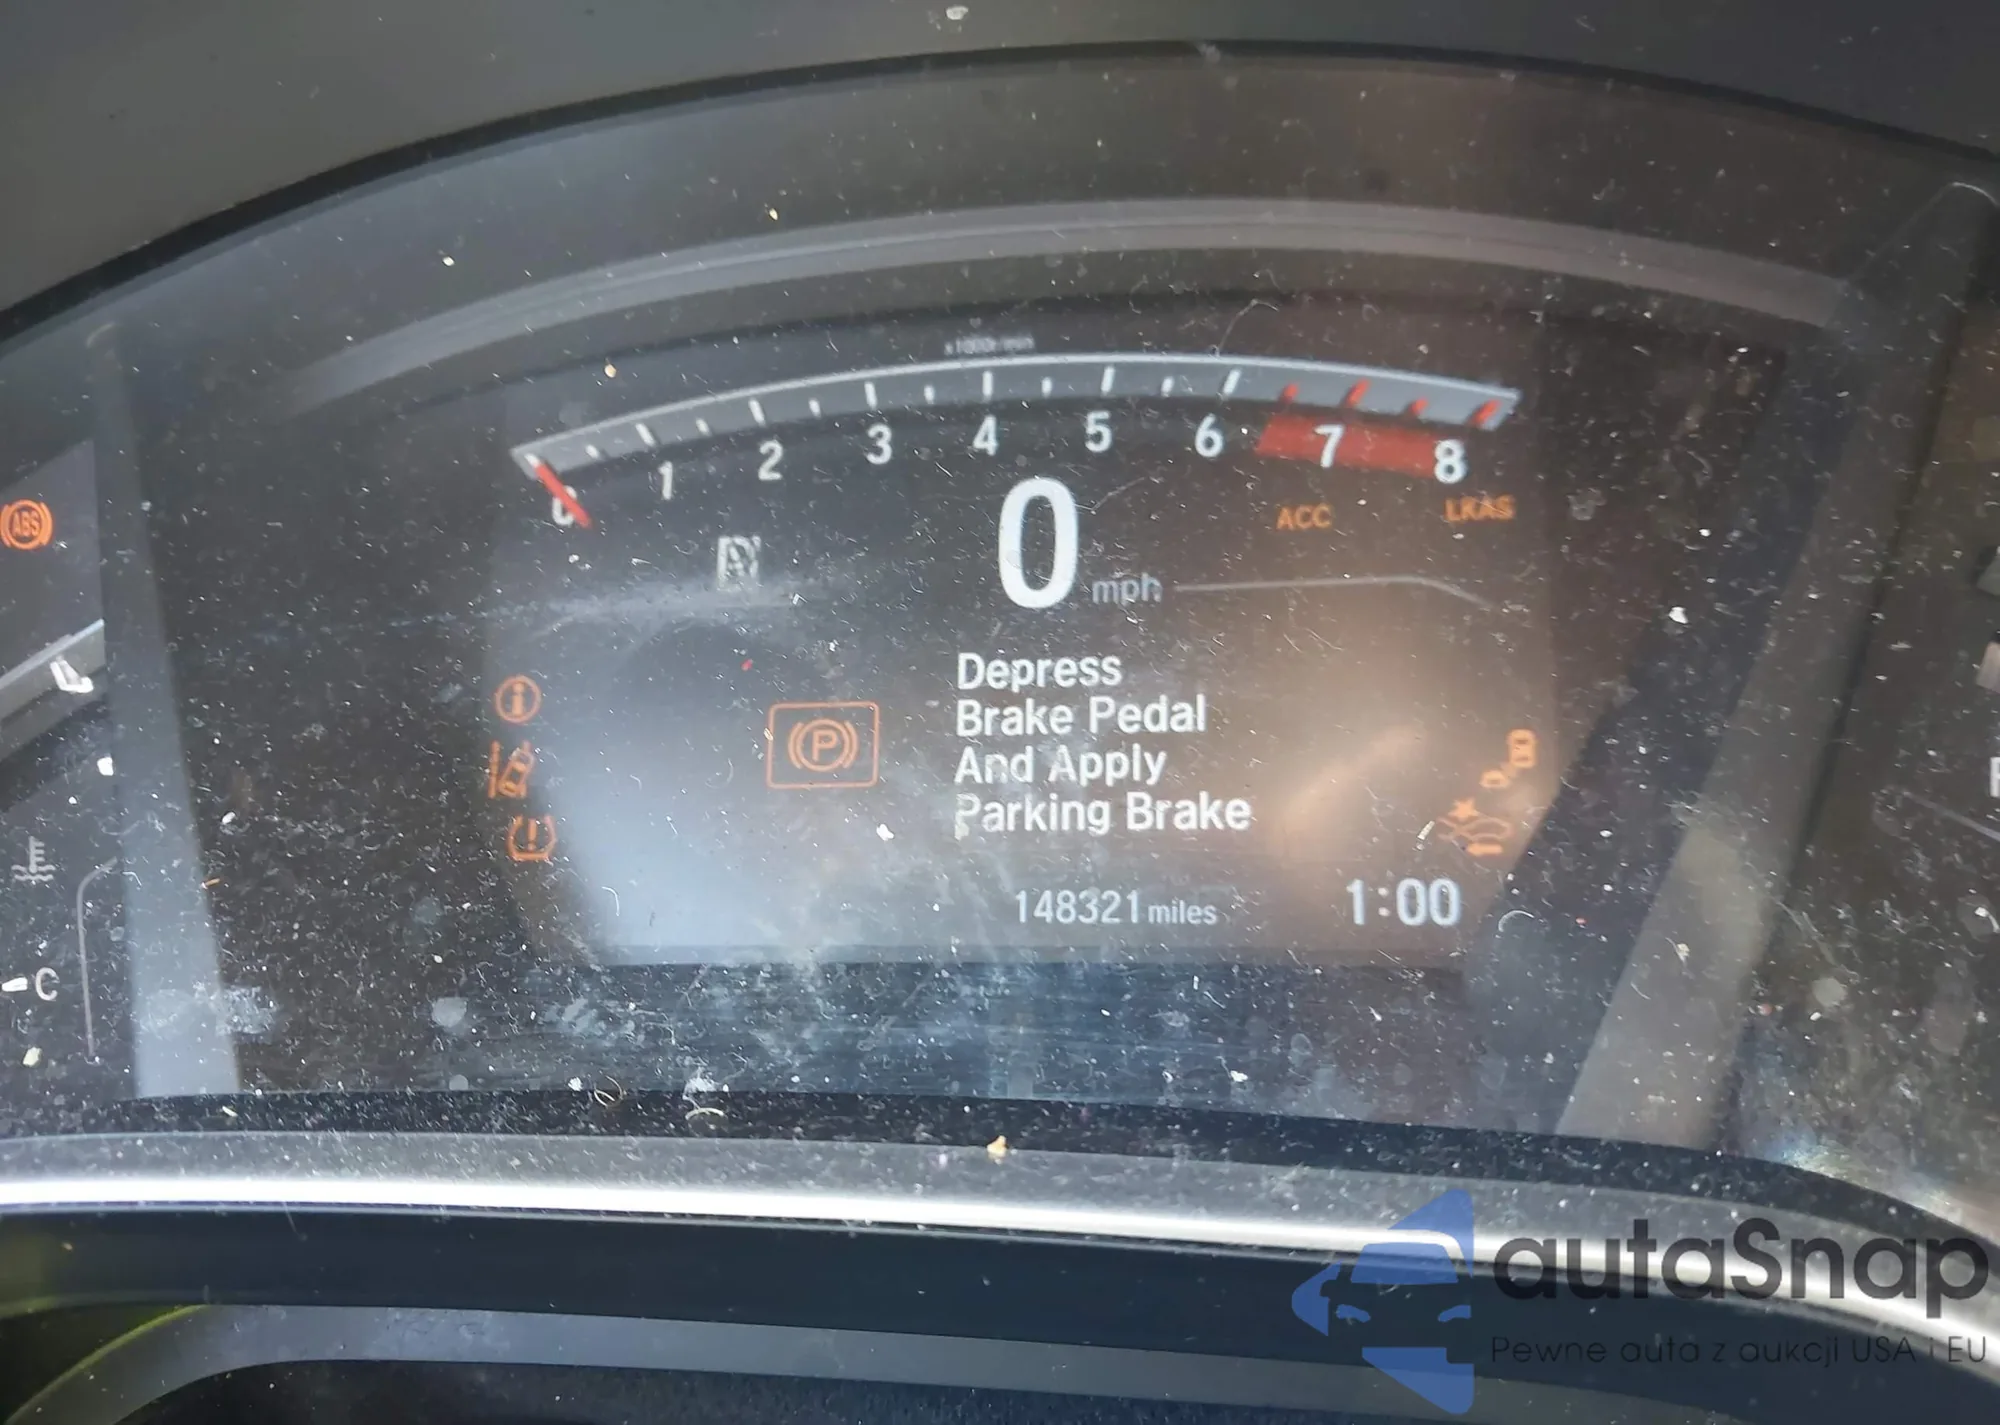 x1000r/min
0 1 2 3 4 5 6 7 8
ABS
0 mph
ACC
LKAS
Depress
Brake Pedal
And Apply
Parking Brake
P
148321 miles
1:00
C
autaSnap
Pewne auta z aukcji USA i EU